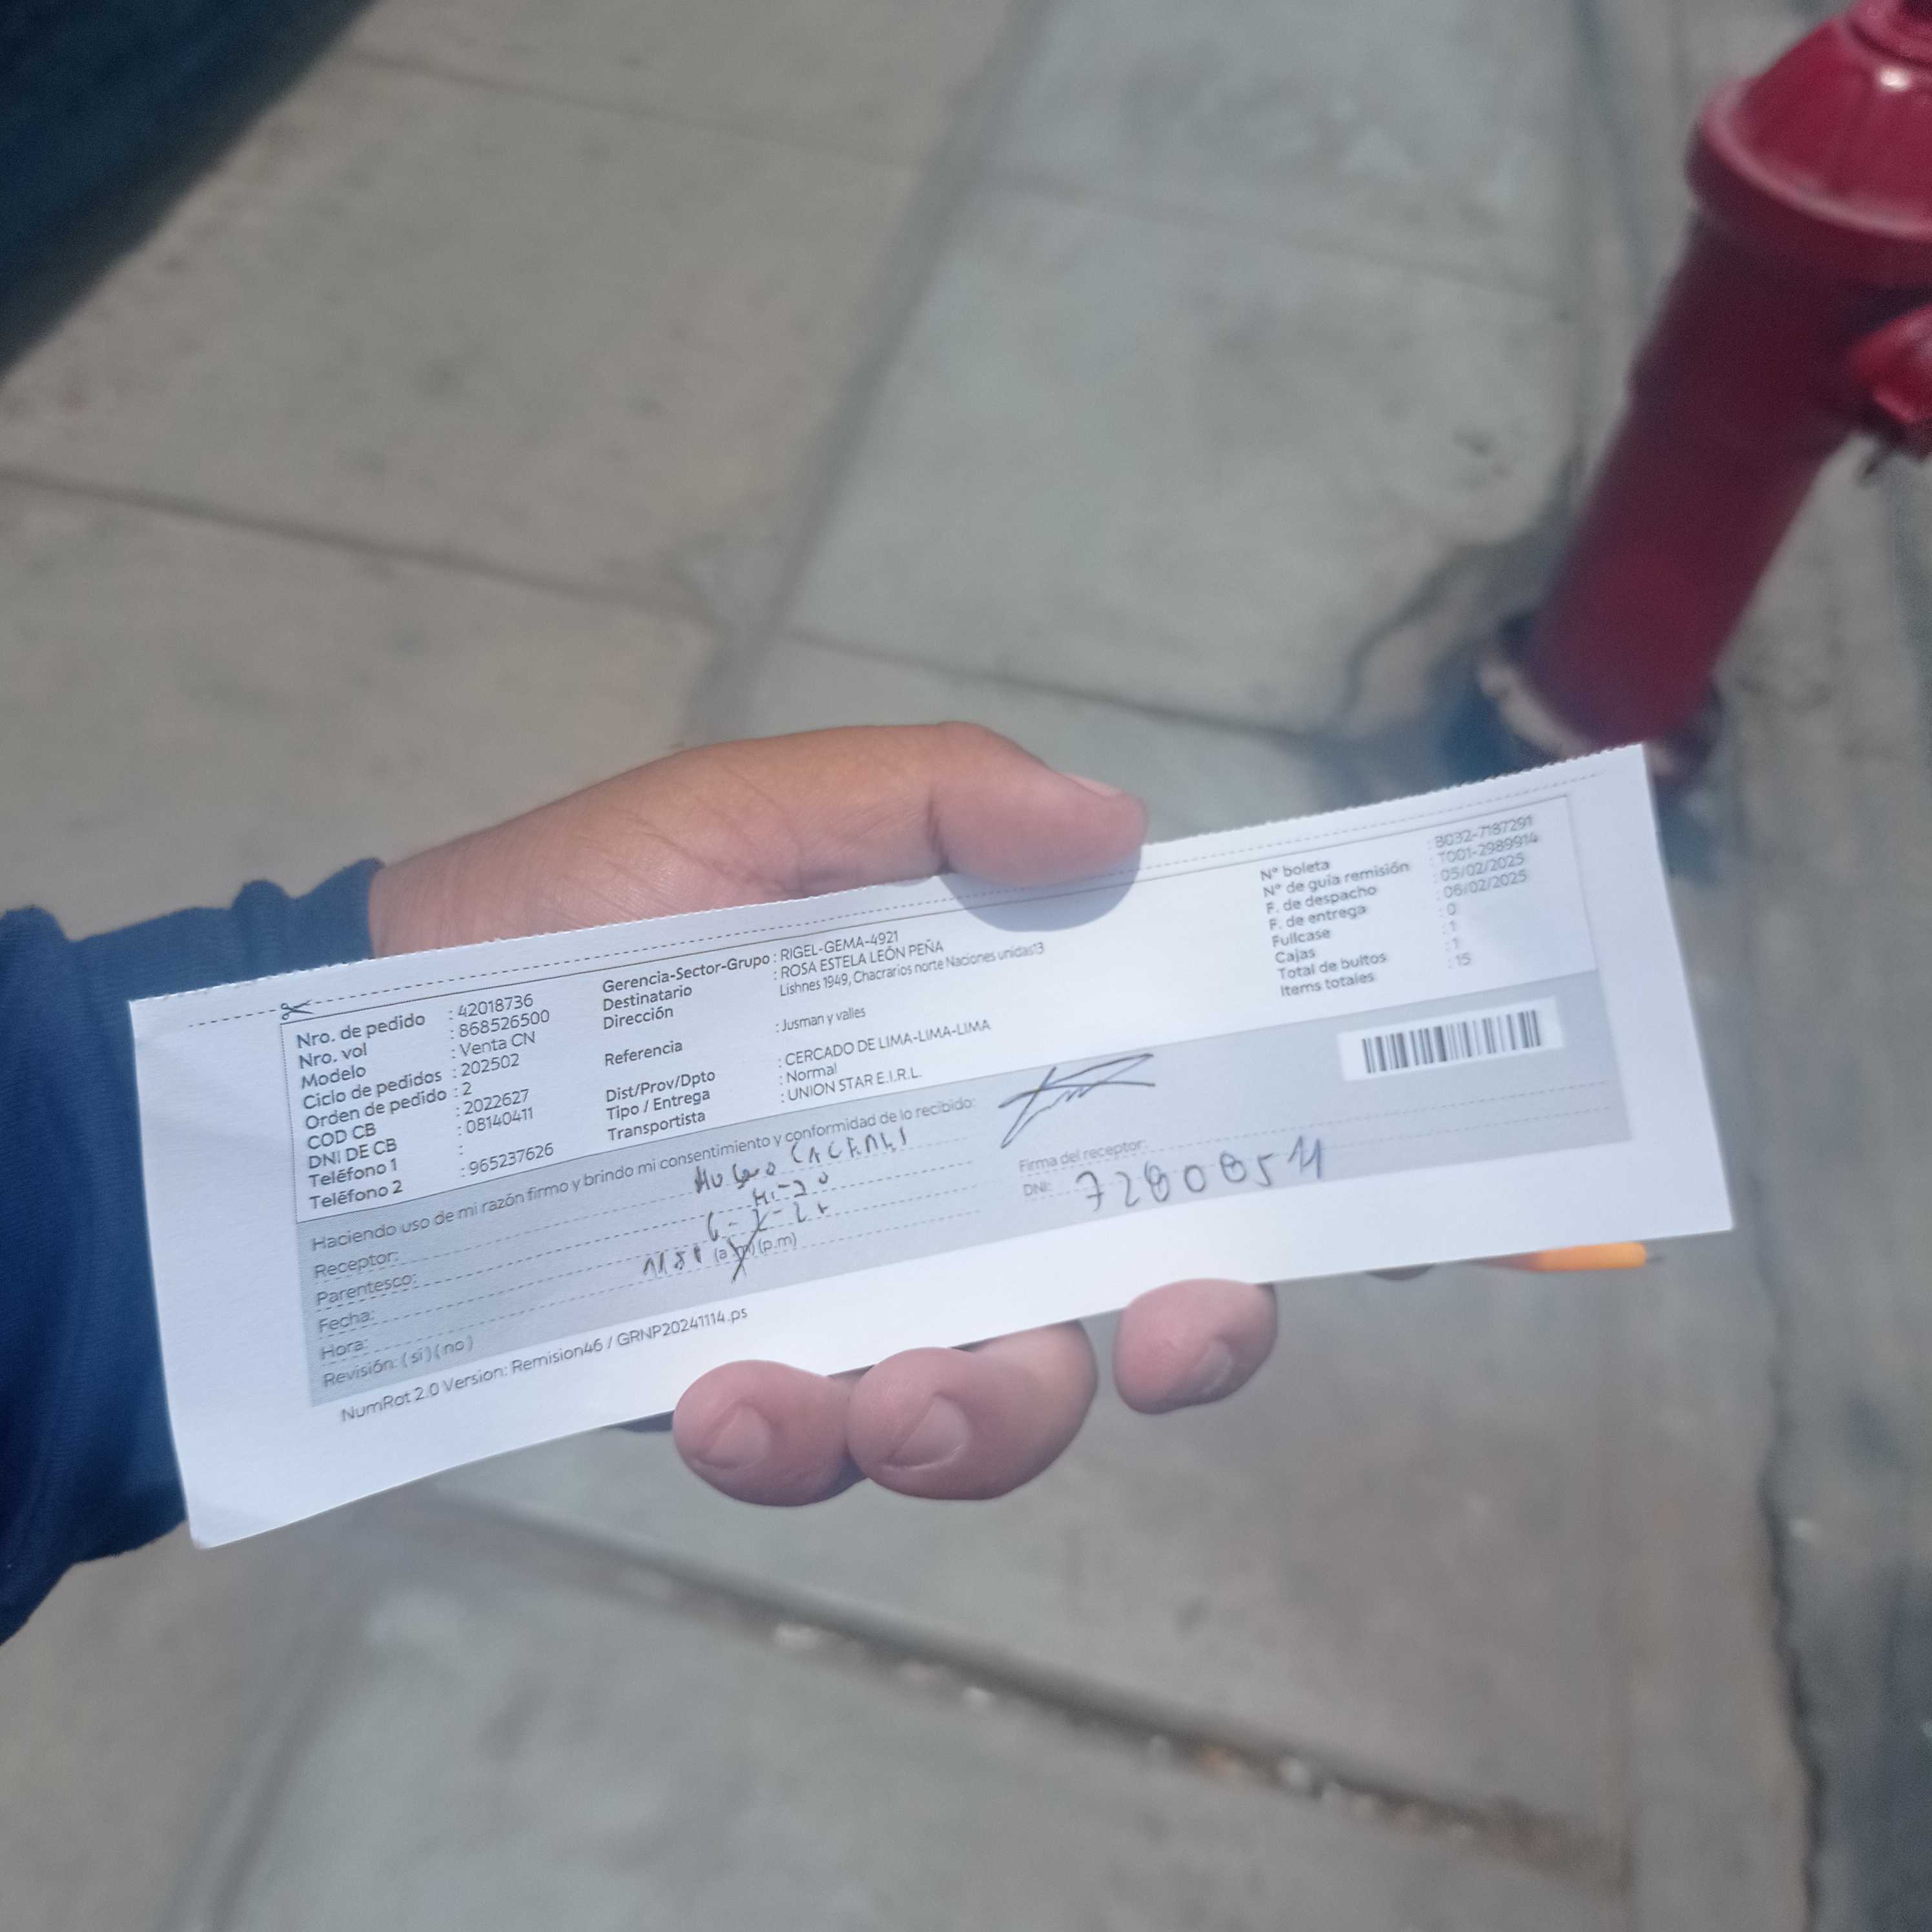 Nro. de pedido : 42018736
Nro. vol : 868526500
Modelo : Venta CN
Ciclo de pedidos : 202502
Orden de pedido : 2
COD CB : 2022627
DNI DE CB : 08140411
Teléfono 1 :
Teléfono 2 : 965237626
Gerencia-Sector-Grupo : RIGEL-GEMA-4921
Destinatario : ROSA ESTELA LEÓN PEÑA
Dirección Lishnes 1949, Chacrarios norte Naciones unidas13
Referencia : Jusman y valles
Dist/Prov/Dpto : CERCADO DE LIMA-LIMA-LIMA
Tipo / Entrega : Normal
Transportista : UNION STAR E.I.R.L.
N° boleta : B032-7187291
N° de guía remisión : T001-2989914
F. de despacho : 05/02/2025
F. de entrega : 06/02/2025
Fullcase : 0
Cajas : 1
Total de bultos : 1
Items totales : 15
Haciendo uso de mi razón firmo y brindo mi consentimiento y conformidad de lo recibido:
Receptor:
Parentesco:
Fecha:
Hora: (p.m)
Revisión: ( si ) ( no )
Firma del receptor:
DNI:
NumRot 2.0 Version: Remision46 / GRNP20241114.ps